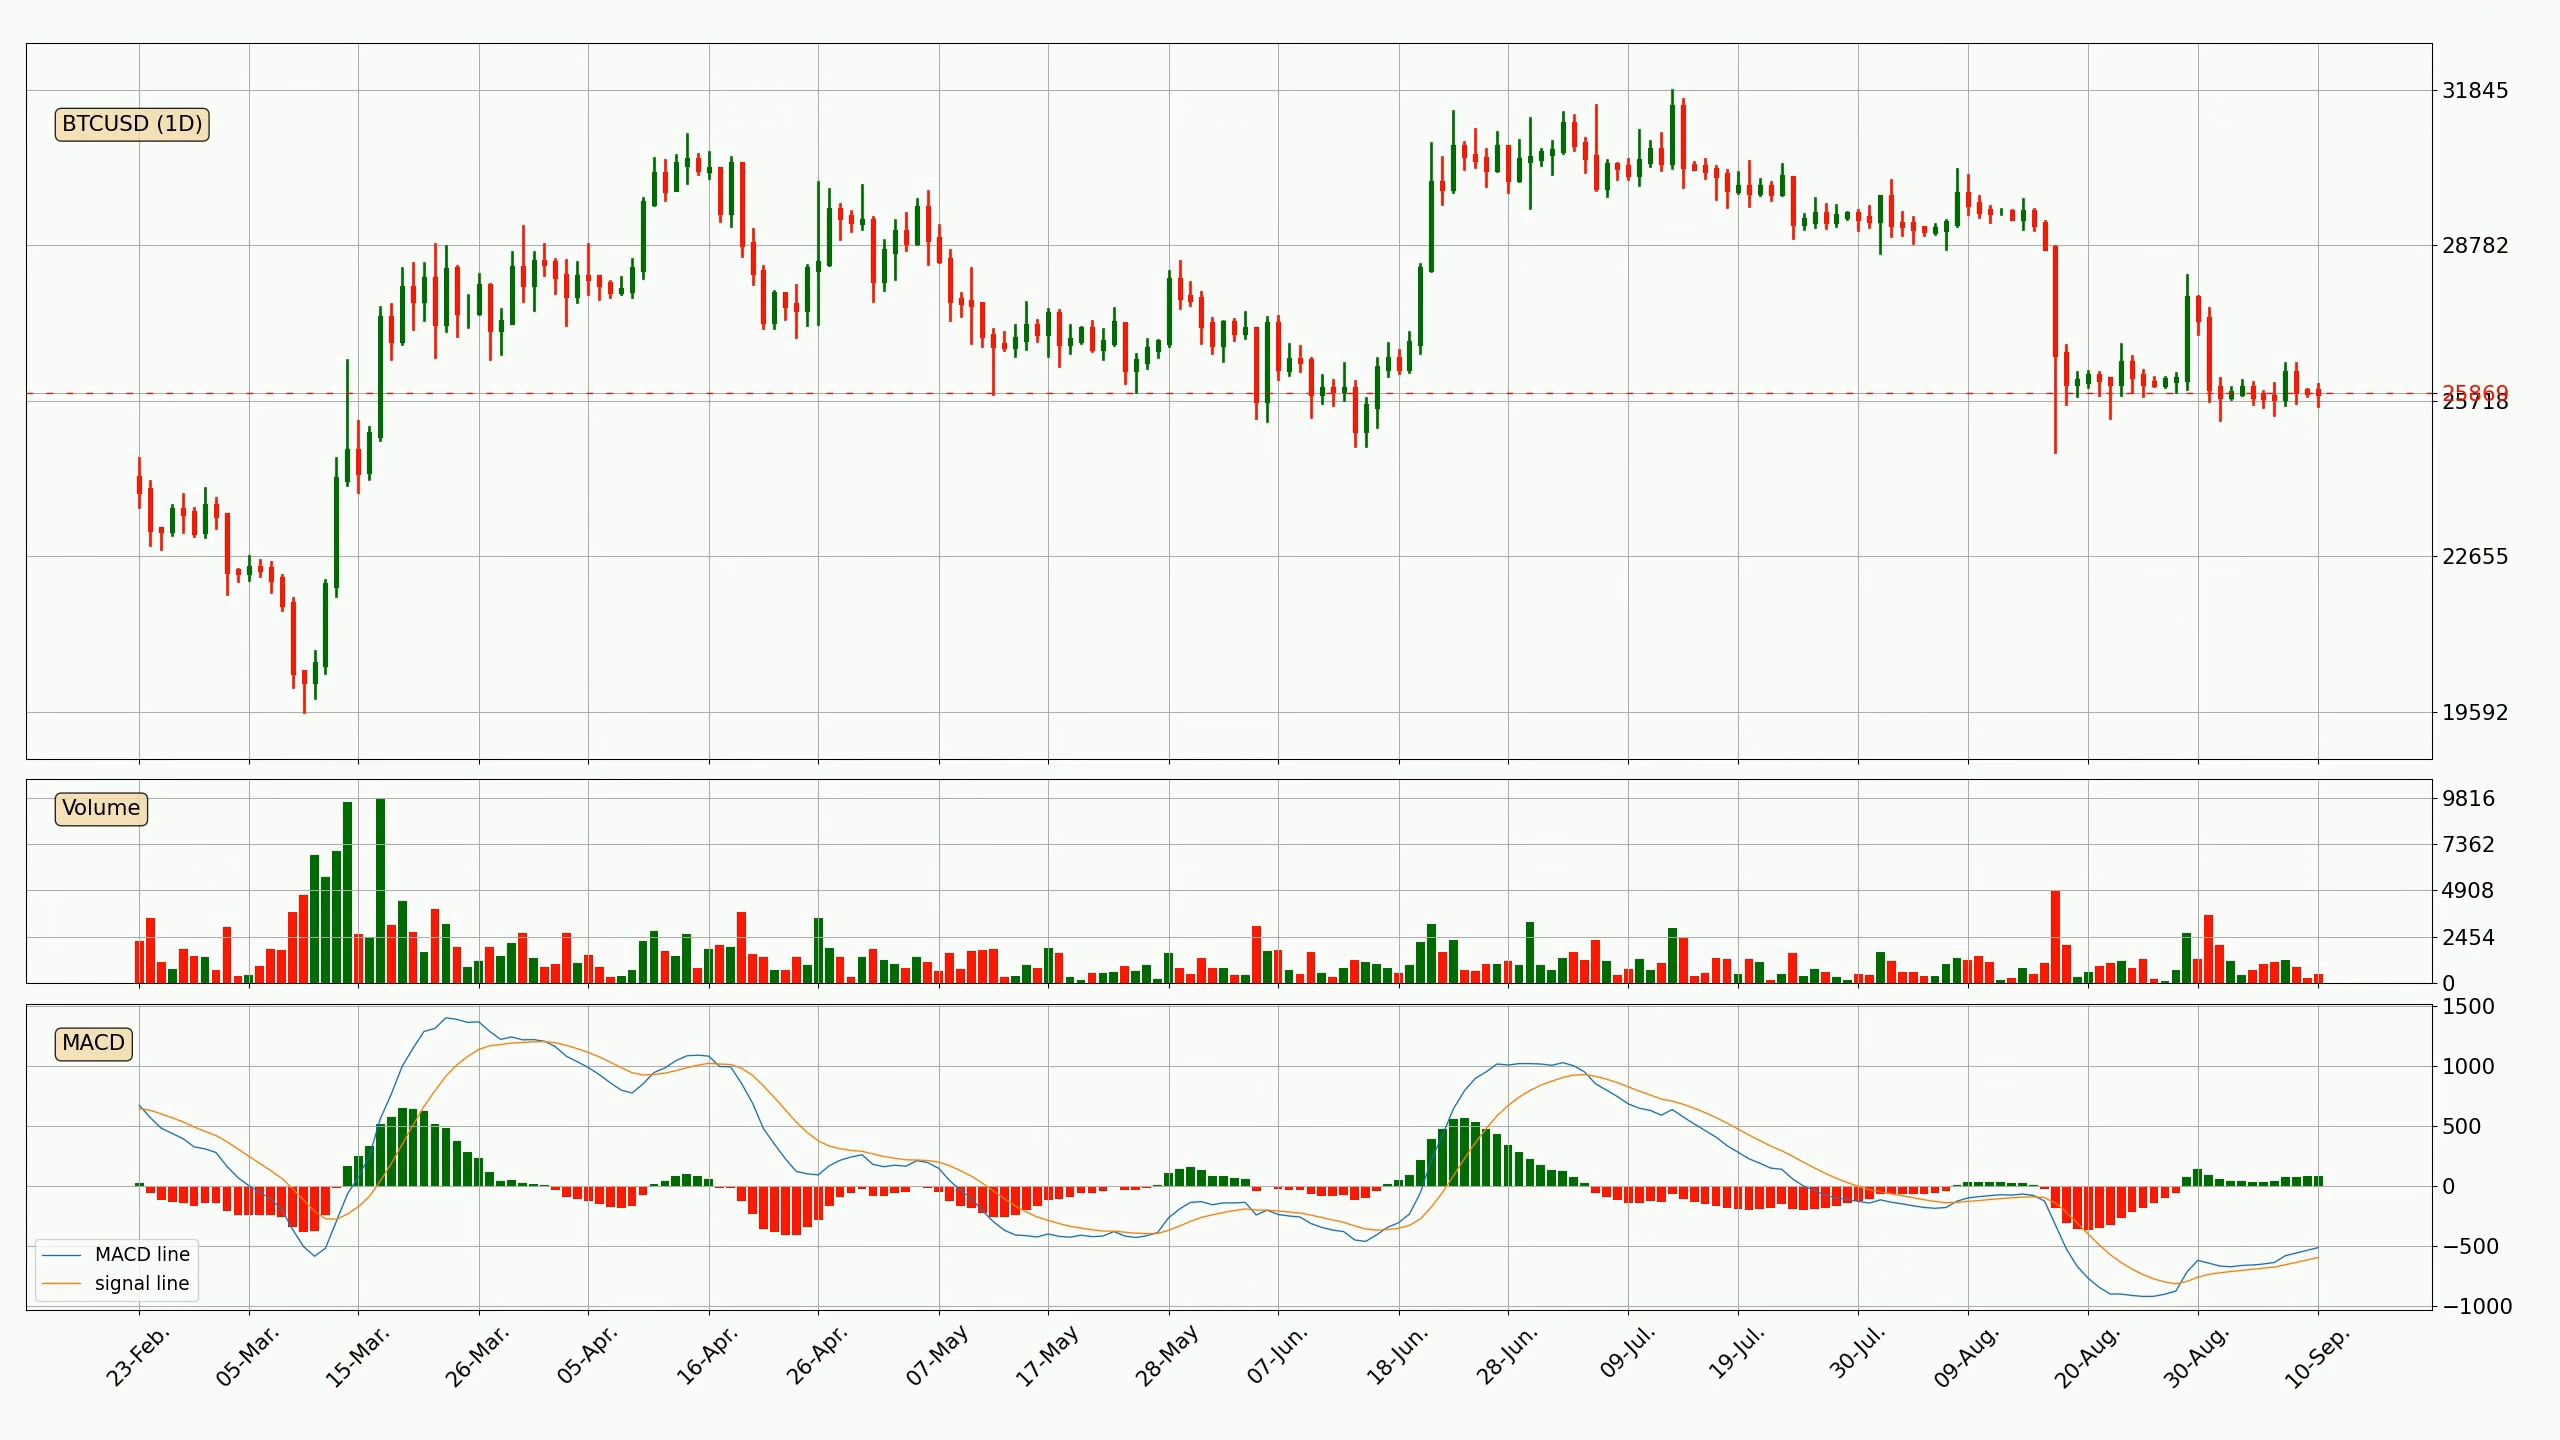 BTCUSD (1D)
31845
28782
25869
25718
22655
19592
Volume
9816
7362
4908
2454
0
MACD
1500
1000
500
0
−500
−1000
MACD line
signal line
23-Feb.
05-Mar.
15-Mar.
26-Mar.
05-Apr.
16-Apr.
26-Apr.
07-May
17-May
28-May
07-Jun.
18-Jun.
28-Jun.
09-Jul.
19-Jul.
30-Jul.
09-Aug.
20-Aug.
30-Aug.
10-Sep.